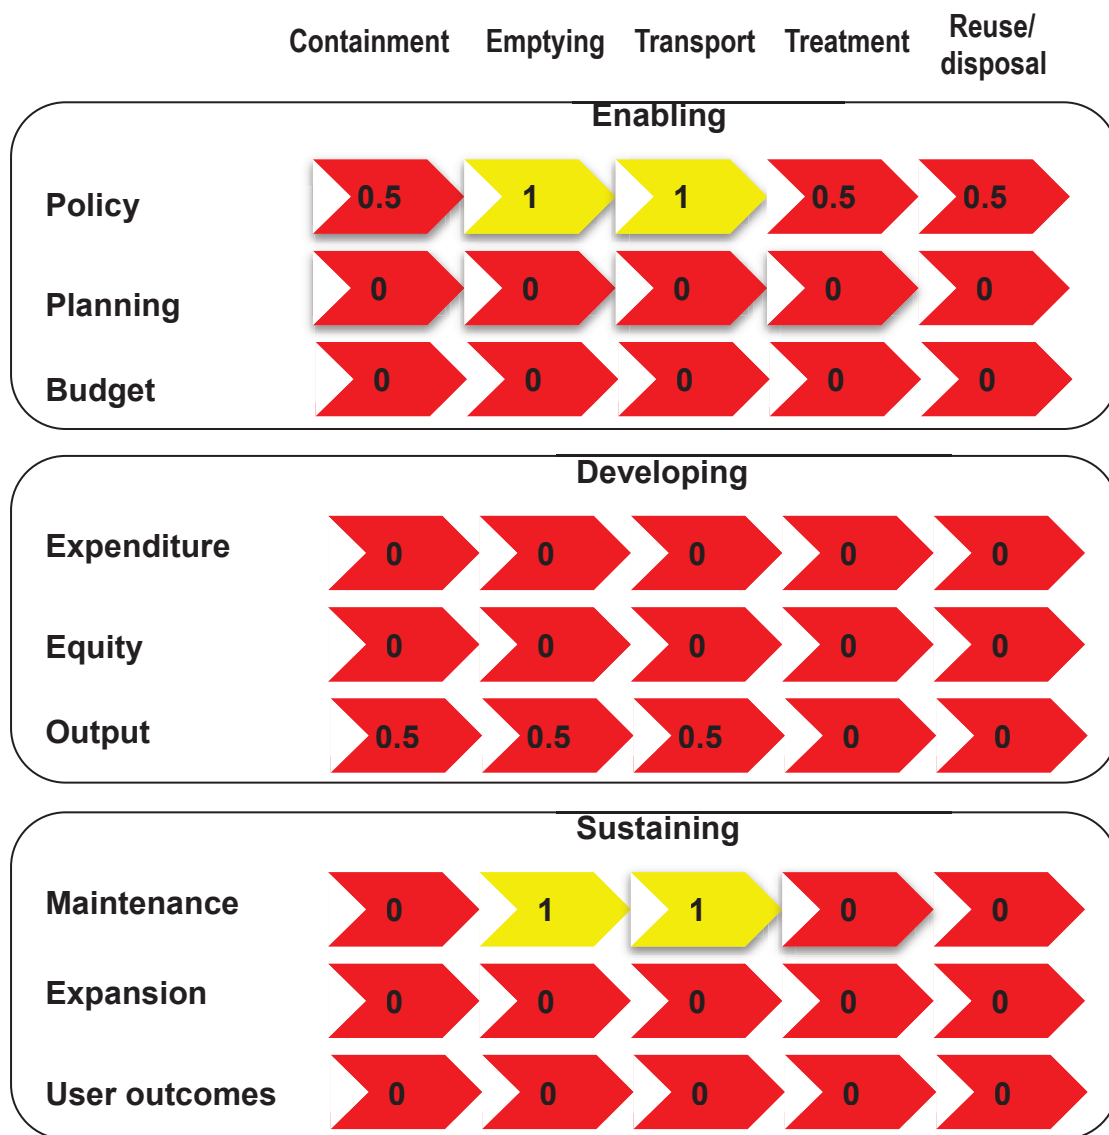 Containment Emptying Transport Treatment Reuse/
disposal
Enabling
Policy 0.5 1 1 0.5 0.5
Planning 0 0 0 0 0
Budget 0 0 0 0 0
Developing
Expenditure 0 0 0 0 0
Equity 0 0 0 0 0
Output 0.5 0.5 0.5 0 0
Sustaining
Maintenance 0 1 1 0 0
Expansion 0 0 0 0 0
User outcomes 0 0 0 0 0